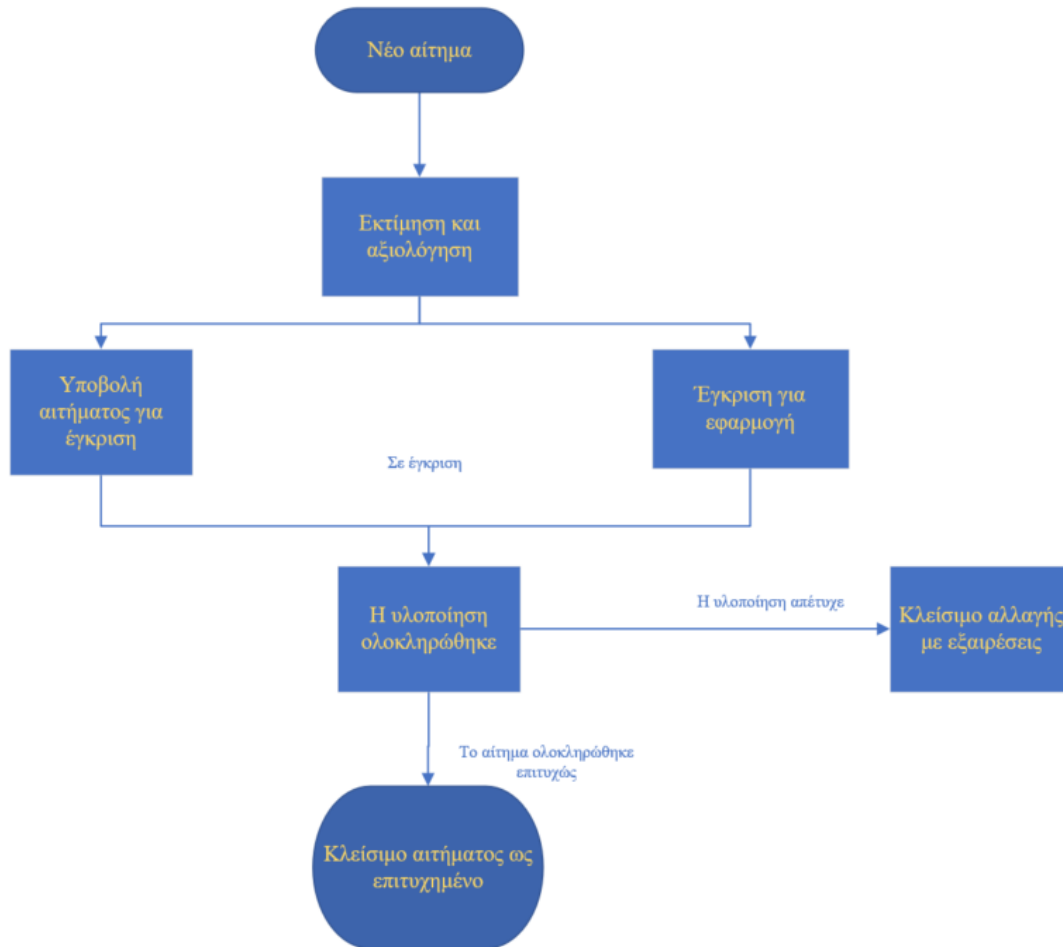 Νέο αίτημα
Εκτίμηση και
αξιολόγηση
Υποβολή
αιτήματος για
έγκριση
Έγκριση για
εφαρμογή
Σε έγκριση
Η υλοποίηση
ολοκληρώθηκε
Η υλοποίηση απέτυχε
Κλείσιμο αλλαγής
με εξαιρέσεις
Το αίτημα ολοκληρώθηκε
επιτυχώς
Κλείσιμο αιτήματος ως
επιτυχημένο